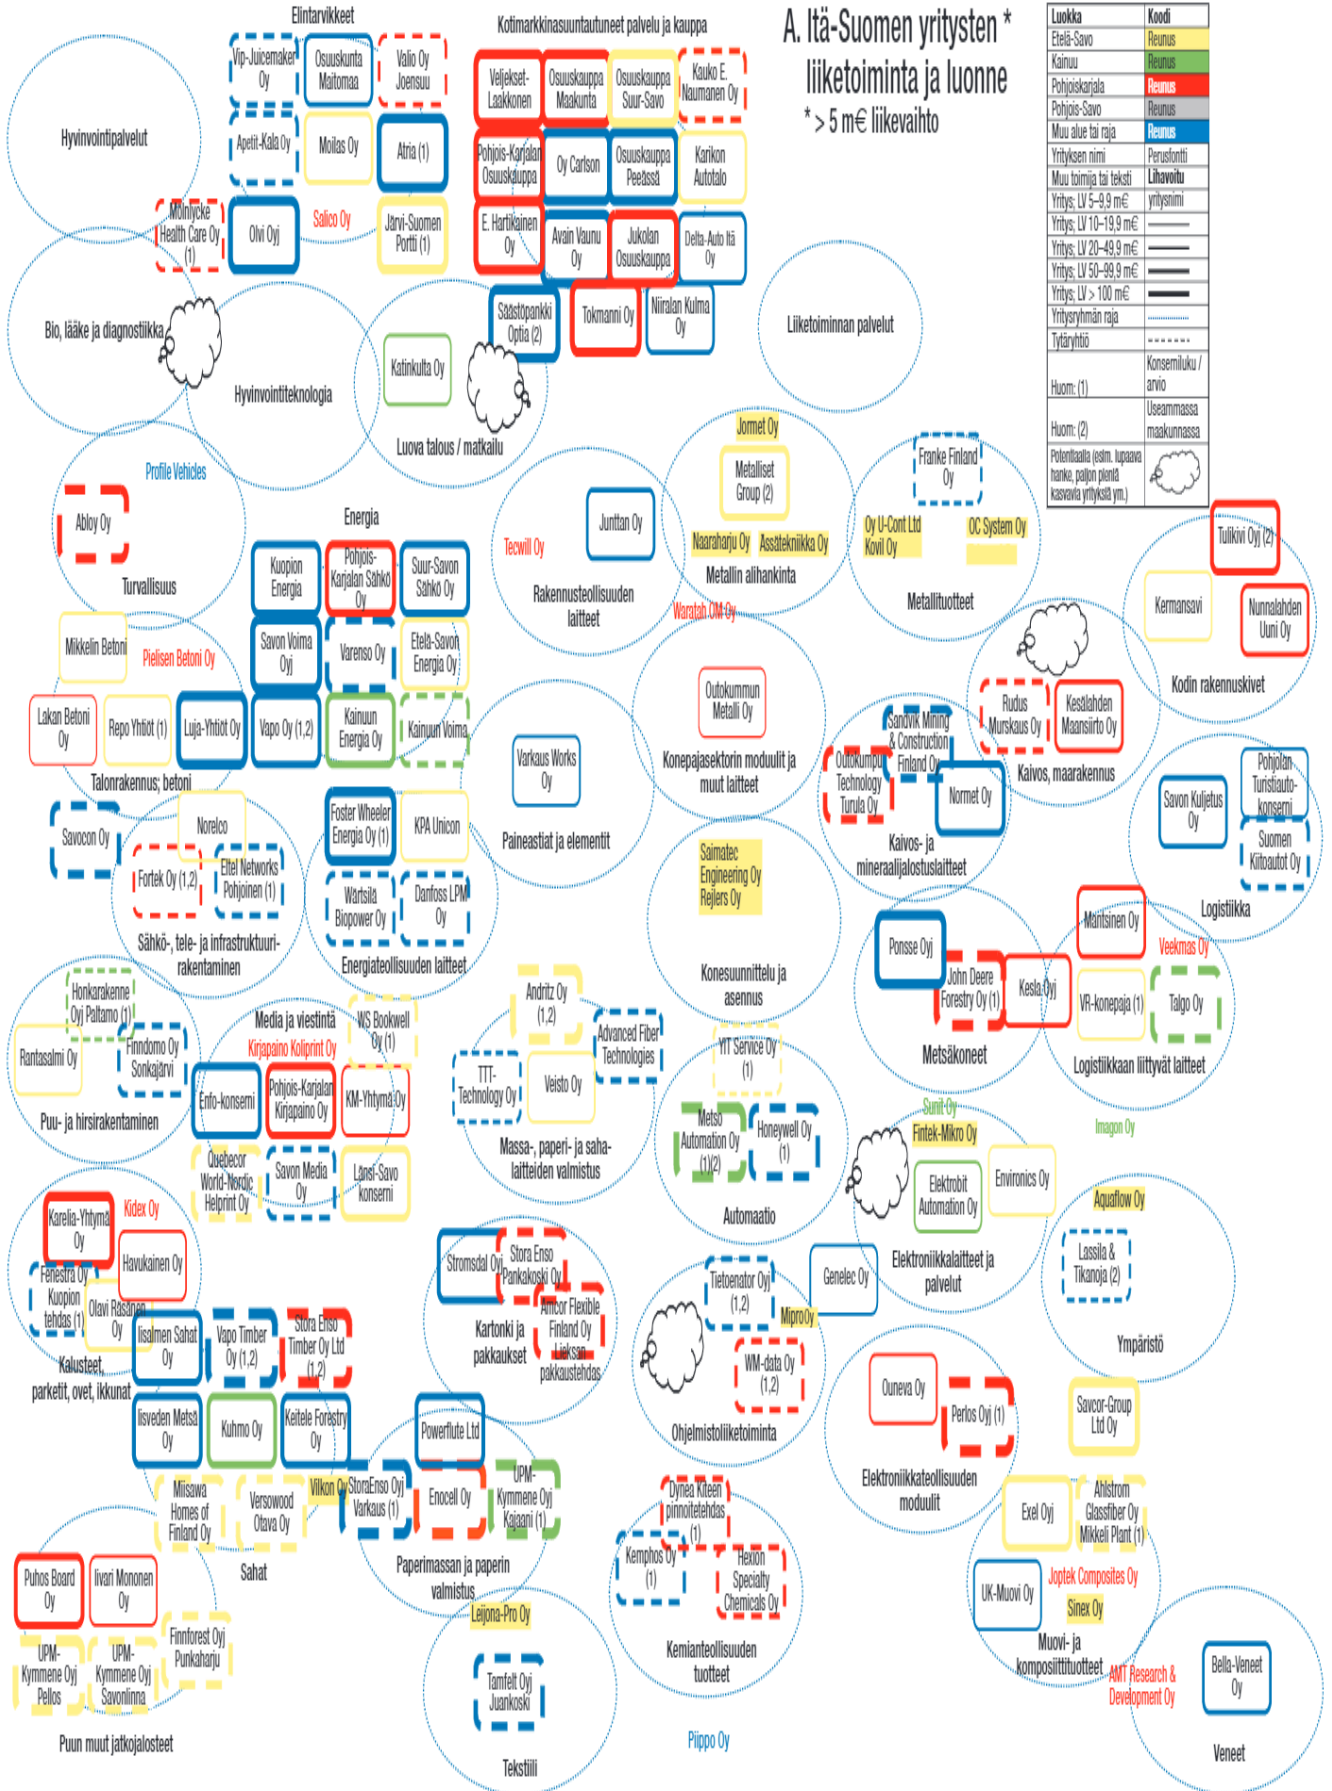 A. Itä-Suomen yritysten *
liiketoiminta ja luonne
* > 5 m€ liikevaihto
Luokka Koodi
Etelä-Savo Reunus
Kainuu Reunus
Pohjoiskarjala Reunus
Pohjois-Savo Reunus
Muu alue tai raja Reunus
Yrityksen nimi Perusfontti
Muu toimija tai teksti Lihavoitu
Yritys; LV 5–9,9 m€ yritysnimi
Yritys; LV 10–19,9 m€
Yritys; LV 20–49,9 m€
Yritys; LV 50–99,9 m€
Yritys; LV > 100 m€
Yritysryhmän raja
Tytäryhtiö
Huom: (1)
Konserniluku /
arvio
Huom: (2)
Useammassa
maakunnassa
Potentiaalia (esim. lupaava
hanke, paljon pieniä
kasvavia yrityksiä ym.)
Elintarvikkeet
Vip-Juicemaker
Oy
Osuuskunta
Maitomaa
Valio Oy
Joensuu
Apetit-Kala Oy
Moilas Oy
Atria (1)
Mölnlycke
Health Care Oy
(1)
Olvi Oyj
Salico Oy
Järvi-Suomen
Portti (1)
Kotimarkkinasuuntautuneet palvelu ja kauppa
Veljekset-
Laakkonen
Osuuskauppa
Maakunta
Osuuskauppa
Suur-Savo
Kauko E.
Naumanen Oy
Pohjois-Karjalan
Osuuskauppa
Oy Carlson
Osuuskauppa
Peeässä
Karikon
Autotalo
E. Hartikainen
Oy
Avain Vaunu
Oy
Jukolan
Osuuskauppa
Delta-Auto Itä
Oy
Säästöpankki
Optia (2)
Tokmanni Oy
Niiralan Kulma
Oy
Hyvinvointipalvelut
Bio, lääke ja diagnostiikka
Hyvinvointiteknologia
Katinkulta Oy
Luova talous / matkailu
Liiketoiminnan palvelut
Profile Vehicles
Abloy Oy
Turvallisuus
Energia
Kuopion
Energia
Pohjois-
Karjalan Sähkö
Oy
Suur-Savon
Sähkö Oy
Savon Voima
Oyj
Varenso Oy
Etelä-Savon
Energia Oy
Vapo Oy (1,2)
Kainuun
Energia Oy
Kainuun Voima
Junttan Oy
Tecwill Oy
Rakennusteollisuuden
laitteet
Jormet Oy
Metalliset
Group (2)
Naaraharju Oy
Assätekniikka Oy
Metallin alihankinta
Franke Finland
Oy
Oy U-Cont Ltd
Kovil Oy
OC System Oy
Metallituotteet
Tulikivi Oyj (2)
Kermansavi
Nunnalahden
Uuni Oy
Kodin rakennuskivet
Mikkelin Betoni
Pielisen Betoni Oy
Lakan Betoni
Oy
Repo Yhtiöt (1)
Luja-Yhtiöt Oy
Talonrakennus; betoni
Waratah OM Oy
Outokummun
Metalli Oy
Konepajasektorin moduulit ja
muut laitteet
Rudus
Murskaus Oy
Kesälahden
Maansiirto Oy
Kaivos, maarakennus
Sandvik Mining
& Construction
Finland Oy
Outokumpu
Technology
Turula Oy
Normet Oy
Kaivos- ja
mineraalijalostuslaitteet
Varkaus Works
Oy
Paineastiat ja elementit
Pohjolan
Turistiauto-
konserni
Savon Kuljetus
Oy
Suomen
Kiitoautot Oy
Logistiikka
Savocon Oy
Norelco
Fortek Oy (1,2)
Eltel Networks
Pohjoinen (1)
Sähkö-, tele- ja infrastruktuuri-
rakentaminen
Foster Wheeler
Energia Oy (1)
KPA Unicon
Wärtsilä
Biopower Oy
Danfoss LPM
Oy
Energiateollisuuden laitteet
Saimatec
Engineering Oy
Rejlers Oy
Konesuunnittelu ja
asennus
Ponsse Oyj
John Deere
Forestry Oy (1)
Kesla Oyj
Metsäkoneet
Mantsinen Oy
Veekmas Oy
VR-konepaja (1)
Talgo Oy
Logistiikkaan liittyvät laitteet
Imagon Oy
Honkarakenne
Oyj Paltamo (1)
Rantasalmi Oy
Finndomo Oy
Sonkajärvi
Puu- ja hirsirakentaminen
Media ja viestintä
Kirjapaino Koliprint Oy
WS Bookwell
Oy (1)
Enfo-konserni
Pohjois-Karjalan
Kirjapaino Oy
KM-Yhtymä Oy
Quebecor
World-Nordic
Helprint Oy
Savon Media
Oy
Länsi-Savo
konserni
Andritz Oy
(1,2)
Advanced Fiber
Technologies
TTT-
Technology Oy
Veisto Oy
Massa-, paperi- ja saha-
laitteiden valmistus
YIT Service Oy
(1)
Metso
Automation Oy
(1)(2)
Honeywell Oy
(1)
Automaatio
Sunit Oy
Fintek-Mikro Oy
Elektrobit
Automation Oy
Environics Oy
Elektroniikkalaitteet ja
palvelut
Genelec Oy
Aquaflow Oy
Lassila &
Tikanoja (2)
Ympäristö
Karelia-Yhtymä
Oy
Kidex Oy
Havukainen Oy
Fenestra Oy
Kuopion
tehdas (1)
Olavi Räsänen
Oy
Kalusteet,
parketit, ovet, ikkunat
Iisalmen Sahat
Oy
Vapo Timber
Oy (1,2)
Stora Enso
Timber Oy Ltd
(1,2)
Iisveden Metsä
Oy
Kuhmo Oy
Keitele Forestry
Oy
Miisawa
Homes of
Finland Oy
Versowood
Otava Oy
Vilkon Oy
Sahat
Stromsdal Oyj
Stora Enso
Pankakoski Oy
Ambor Flexible
Finland Oy
Lieksan
pakkaustehdas
Kartonki ja
pakkaukset
Tietoenator Oyj
(1,2)
MiproOy
WM-data Oy
(1,2)
Ohjelmistoliiketoiminta
Ouneva Oy
Perlos Oyj (1)
Elektroniikkateollisuuden
moduulit
Savcor-Group
Ltd Oy
Powerflute Ltd
StoraEnso Oyj
Varkaus (1)
Enocell Oy
UPM-
Kymmene Oyj
Kajaani (1)
Paperimassan ja paperin
valmistus
Dynea Kiteen
pinnoitetehdas
(1)
Kemphos Oy
(1)
Hexion
Specialty
Chemicals Oy
Kemianteollisuuden
tuotteet
Exel Oyj
Ahlstrom
Glassfiber Oy
Mikkeli Plant (1)
UK-Muovi Oy
Joptek Composites Oy
Sinex Oy
Muovi- ja
komposiittituotteet
AMT Research &
Development Oy
Bella-Veneet
Oy
Veneet
Puhos Board
Oy
Iivari Mononen
Oy
UPM-
Kymmene Oyj
Pellos
UPM-
Kymmene Oyj
Savonlinna
Finnforest Oyj
Punkaharju
Puun muut jatkojalosteet
Leijona-Pro Oy
Tamfelt Oyj
Juankoski
Tekstiili
Piippo Oy